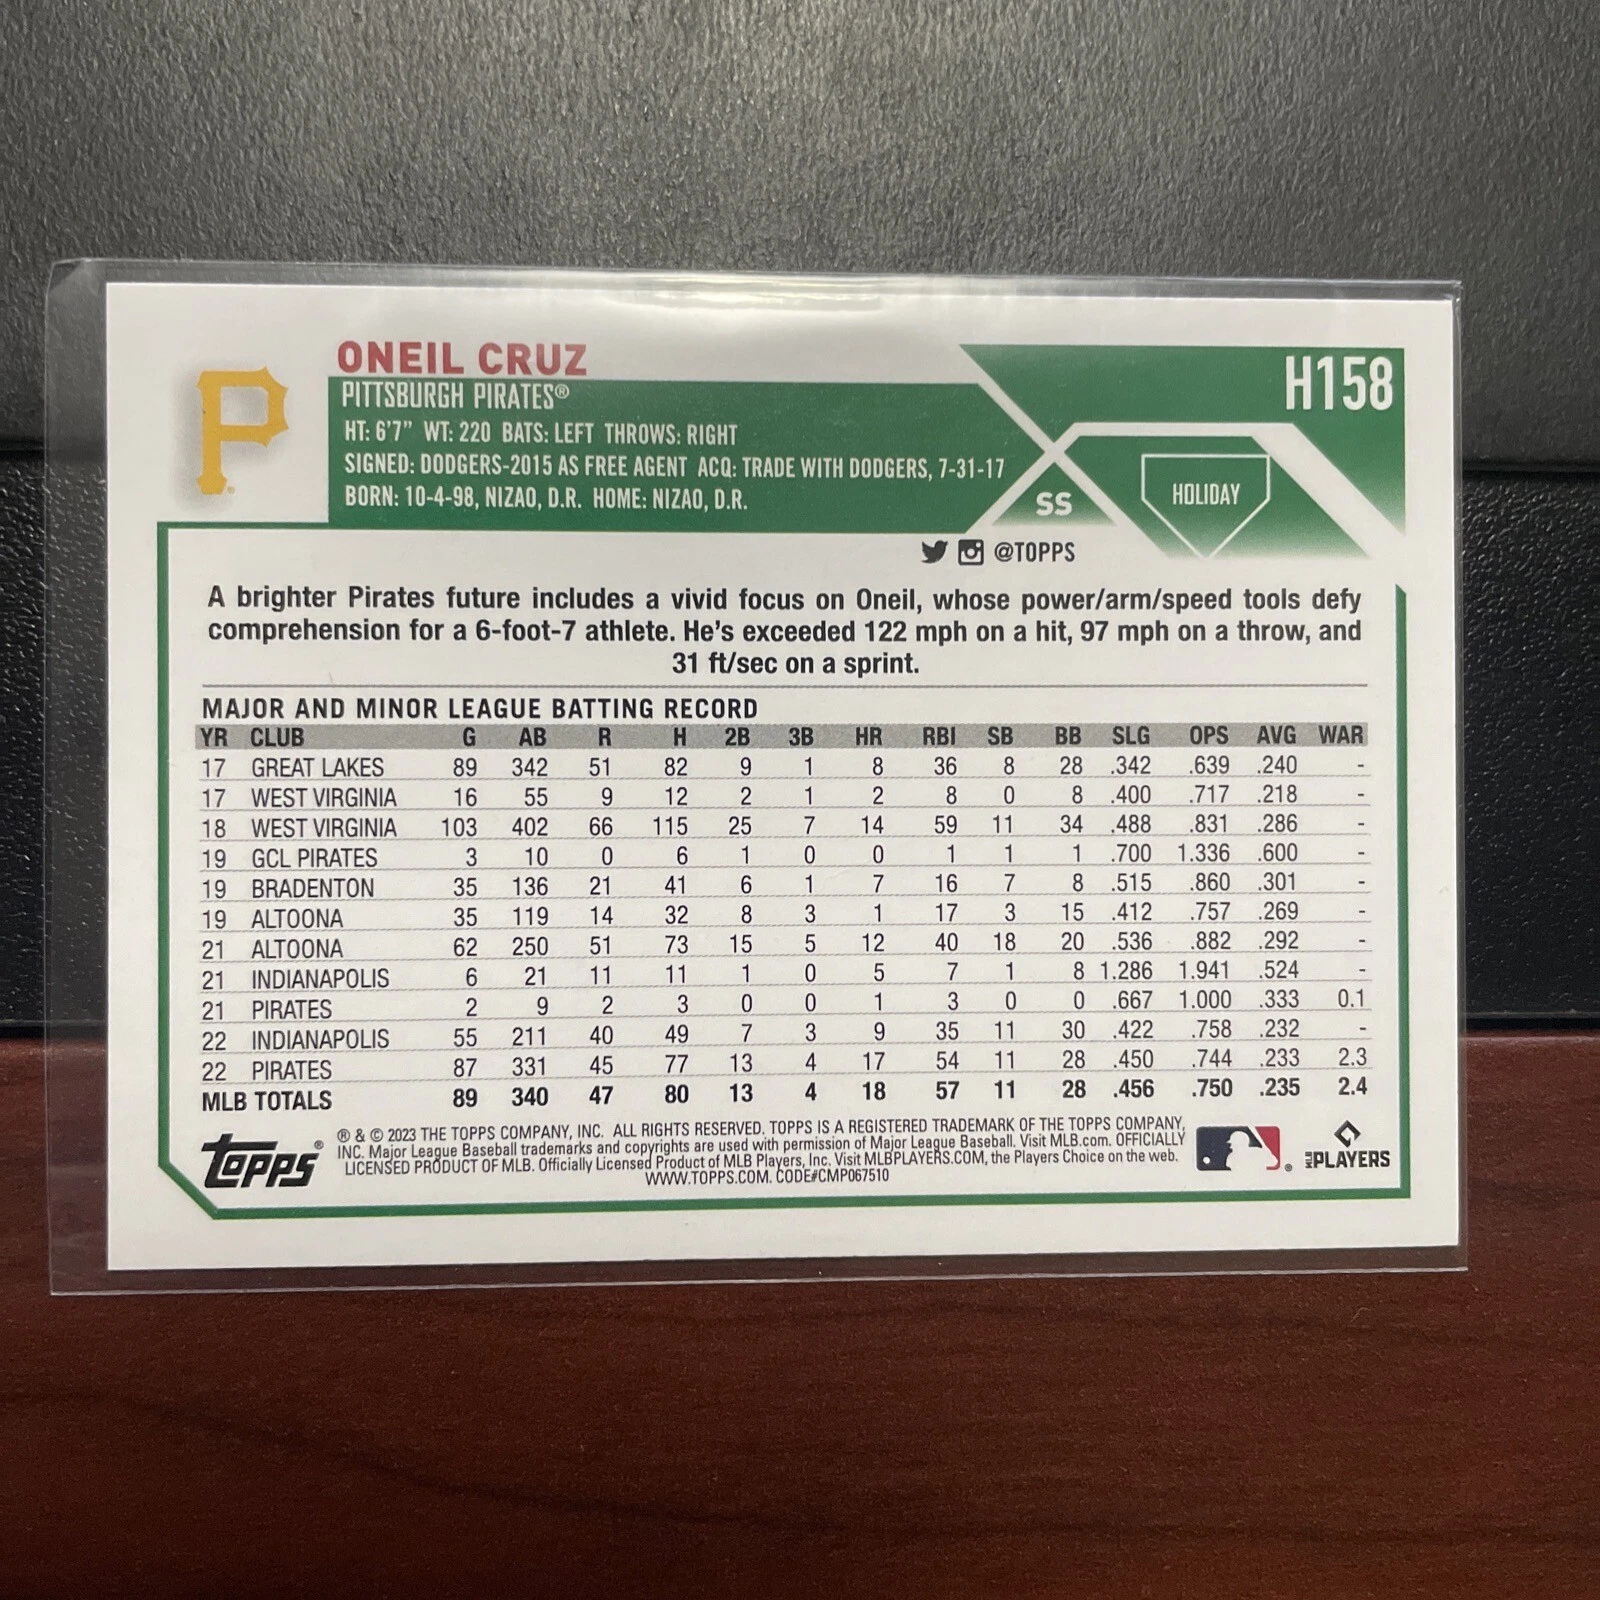 ONEIL CRUZ
PITTSBURGH PIRATES®
HT: 6'7" WT: 220 BATS: LEFT THROWS: RIGHT
SIGNED: DODGERS-2015 AS FREE AGENT ACQ: TRADE WITH DODGERS, 7-31-17
BORN: 10-4-98, NIZAO, D.R. HOME: NIZAO, D.R.
H158
SS
HOLIDAY
P
@TOPPS
A brighter Pirates future includes a vivid focus on Oneil, whose power/arm/speed tools defy
comprehension for a 6-foot-7 athlete. He's exceeded 122 mph on a hit, 97 mph on a throw, and
31 ft/sec on a sprint.
MAJOR AND MINOR LEAGUE BATTING RECORD
YR CLUB G AB R H 2B 3B HR RBI SB BB SLG OPS AVG WAR
17 GREAT LAKES 89 342 51 82 9 1 8 36 8 28 .342 .639 .240 -
17 WEST VIRGINIA 16 55 9 12 2 1 2 8 0 8 .400 .717 .218 -
18 WEST VIRGINIA 103 402 66 115 25 7 14 59 11 34 .488 .831 .286 -
19 GCL PIRATES 3 10 0 6 1 0 0 1 1 1 .700 1.336 .600 -
19 BRADENTON 35 136 21 41 6 1 7 16 7 8 .515 .860 .301 -
19 ALTOONA 35 119 14 32 8 3 1 17 3 15 .412 .757 .269 -
21 ALTOONA 62 250 51 73 15 5 12 40 18 20 .536 .882 .292 -
21 INDIANAPOLIS 6 21 11 11 1 0 5 7 1 8 1.286 1.941 .524 -
21 PIRATES 2 9 2 3 0 0 1 3 0 0 .667 1.000 .333 0.1
22 INDIANAPOLIS 55 211 40 49 7 3 9 35 11 30 .422 .758 .232 -
22 PIRATES 87 331 45 77 13 4 17 54 11 28 .450 .744 .233 2.3
MLB TOTALS 89 340 47 80 13 4 18 57 11 28 .456 .750 .235 2.4
Topps®
® & © 2023 THE TOPPS COMPANY, INC. ALL RIGHTS RESERVED. TOPPS IS A REGISTERED TRADEMARK OF THE TOPPS COMPANY,
INC. Major League Baseball trademarks and copyrights are used with permission of Major League Baseball. Visit MLB.com. OFFICIALLY
LICENSED PRODUCT OF MLB. Officially Licensed Product of MLB Players, Inc. Visit MLBPLAYERS.COM, the Players Choice on the web.
WWW.TOPPS.COM. CODE#CMP067510
MLB PLAYERS